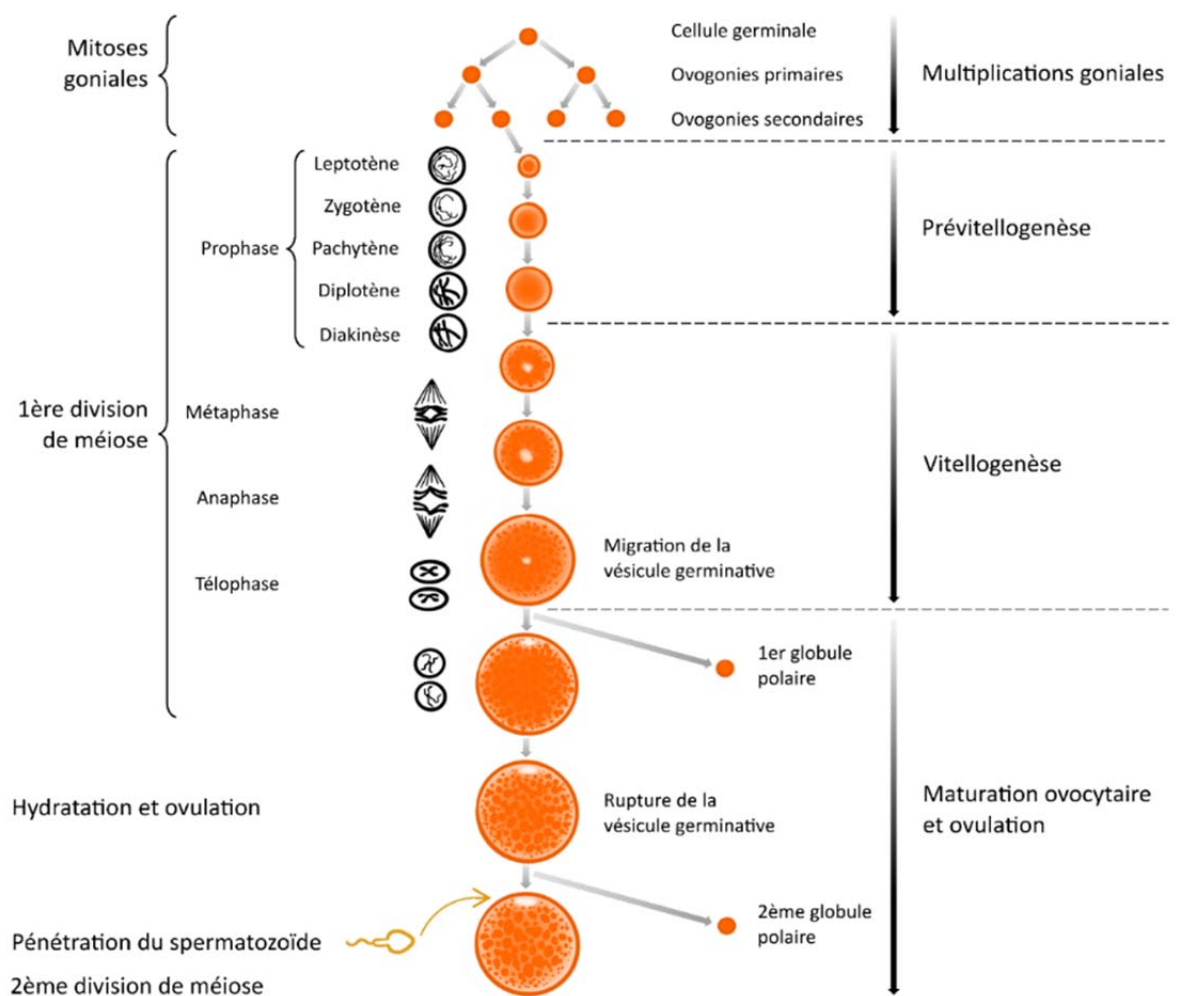 Mitoses
goniales
Cellule germinale
Ovogonies primaires
Ovogonies secondaires
Multiplications goniales
1ère division
de méiose
Prophase
Leptotène
Zygotène
Pachytène
Diplotène
Diakinèse
Métaphase
Anaphase
Télophase
Prévitellogenèse
Vitellogenèse
Migration de la
vésicule germinative
1er globule
polaire
Hydratation et ovulation
Rupture de la
vésicule germinative
Maturation ovocytaire
et ovulation
Pénétration du spermatozoïde
2ème globule
polaire
2ème division de méiose